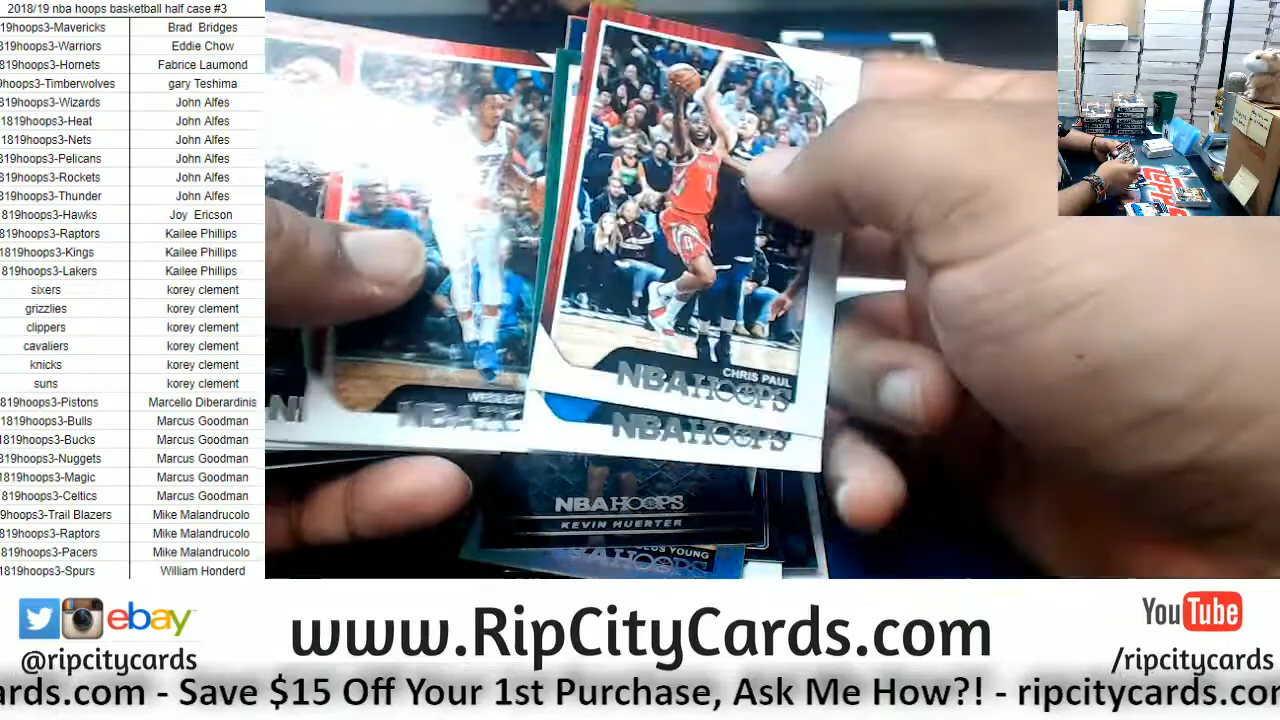 2018/19 nba hoops basketball half case #3
19hoops3-Mavericks Brad Bridges
819hoops3-Warriors Eddie Chow
819hoops3-Hornets Fabrice Laumond
9hoops3-Timberwolves gary Teshima
819hoops3-Wizards John Alfes
1819hoops3-Heat John Alfes
1819hoops3-Nets John Alfes
819hoops3-Pelicans John Alfes
819hoops3-Rockets John Alfes
819hoops3-Thunder John Alfes
819hoops3-Hawks Joy Ericson
819hoops3-Raptors Kailee Phillips
1819hoops3-Kings Kailee Phillips
819hoops3-Lakers Kailee Phillips
sixers korey clement
grizzlies korey clement
clippers korey clement
cavaliers korey clement
knicks korey clement
suns korey clement
819hoops3-Pistons Marcello Diberardinis
1819hoops3-Bulls Marcus Goodman
819hoops3-Bucks Marcus Goodman
819hoops3-Nuggets Marcus Goodman
1819hoops3-Magic Marcus Goodman
819hoops3-Celtics Marcus Goodman
9hoops3-Trail Blazers Mike Malandrucolo
819hoops3-Raptors Mike Malandrucolo
819hoops3-Pacers Mike Malandrucolo
1819hoops3-Spurs William Honderd
CHRIS PAUL
NBA HOOPS
NBA HOOPS
NBA HOOPS
KEVIN HUERTER
YOUNG
ebay
@ripcitycards
www.RipCityCards.com
YouTube
/ripcitycards
cards.com - Save $15 Off Your 1st Purchase, Ask Me How?! - ripcitycards.com